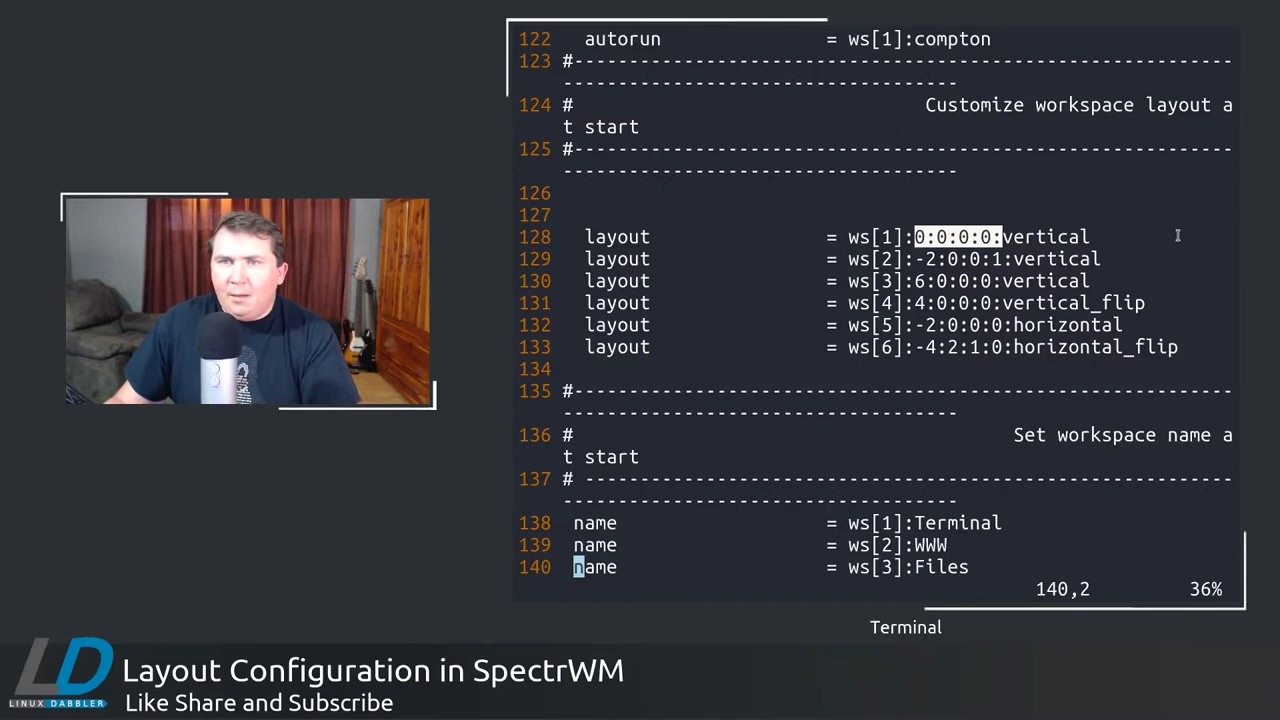 122   autorun                = ws[1]:compton
123 #------------------------------------------------------------
------------------------------------
124 #                                Customize workspace layout a
t start
125 #------------------------------------------------------------
------------------------------------
126
127
128   layout                 = ws[1]:0:0:0:0:vertical
129   layout                 = ws[2]:-2:0:0:1:vertical
130   layout                 = ws[3]:6:0:0:0:vertical
131   layout                 = ws[4]:4:0:0:0:vertical_flip
132   layout                 = ws[5]:-2:0:0:0:horizontal
133   layout                 = ws[6]:-4:2:1:0:horizontal_flip
134
135 #------------------------------------------------------------
------------------------------------
136 #                                        Set workspace name a
t start
137 # -----------------------------------------------------------
------------------------------------
138  name                   = ws[1]:Terminal
139  name                   = ws[2]:WWW
140  name                   = ws[3]:Files
140,2          36%
Terminal
LD
LINUX DABBLER
Layout Configuration in SpectrWM
Like Share and Subscribe